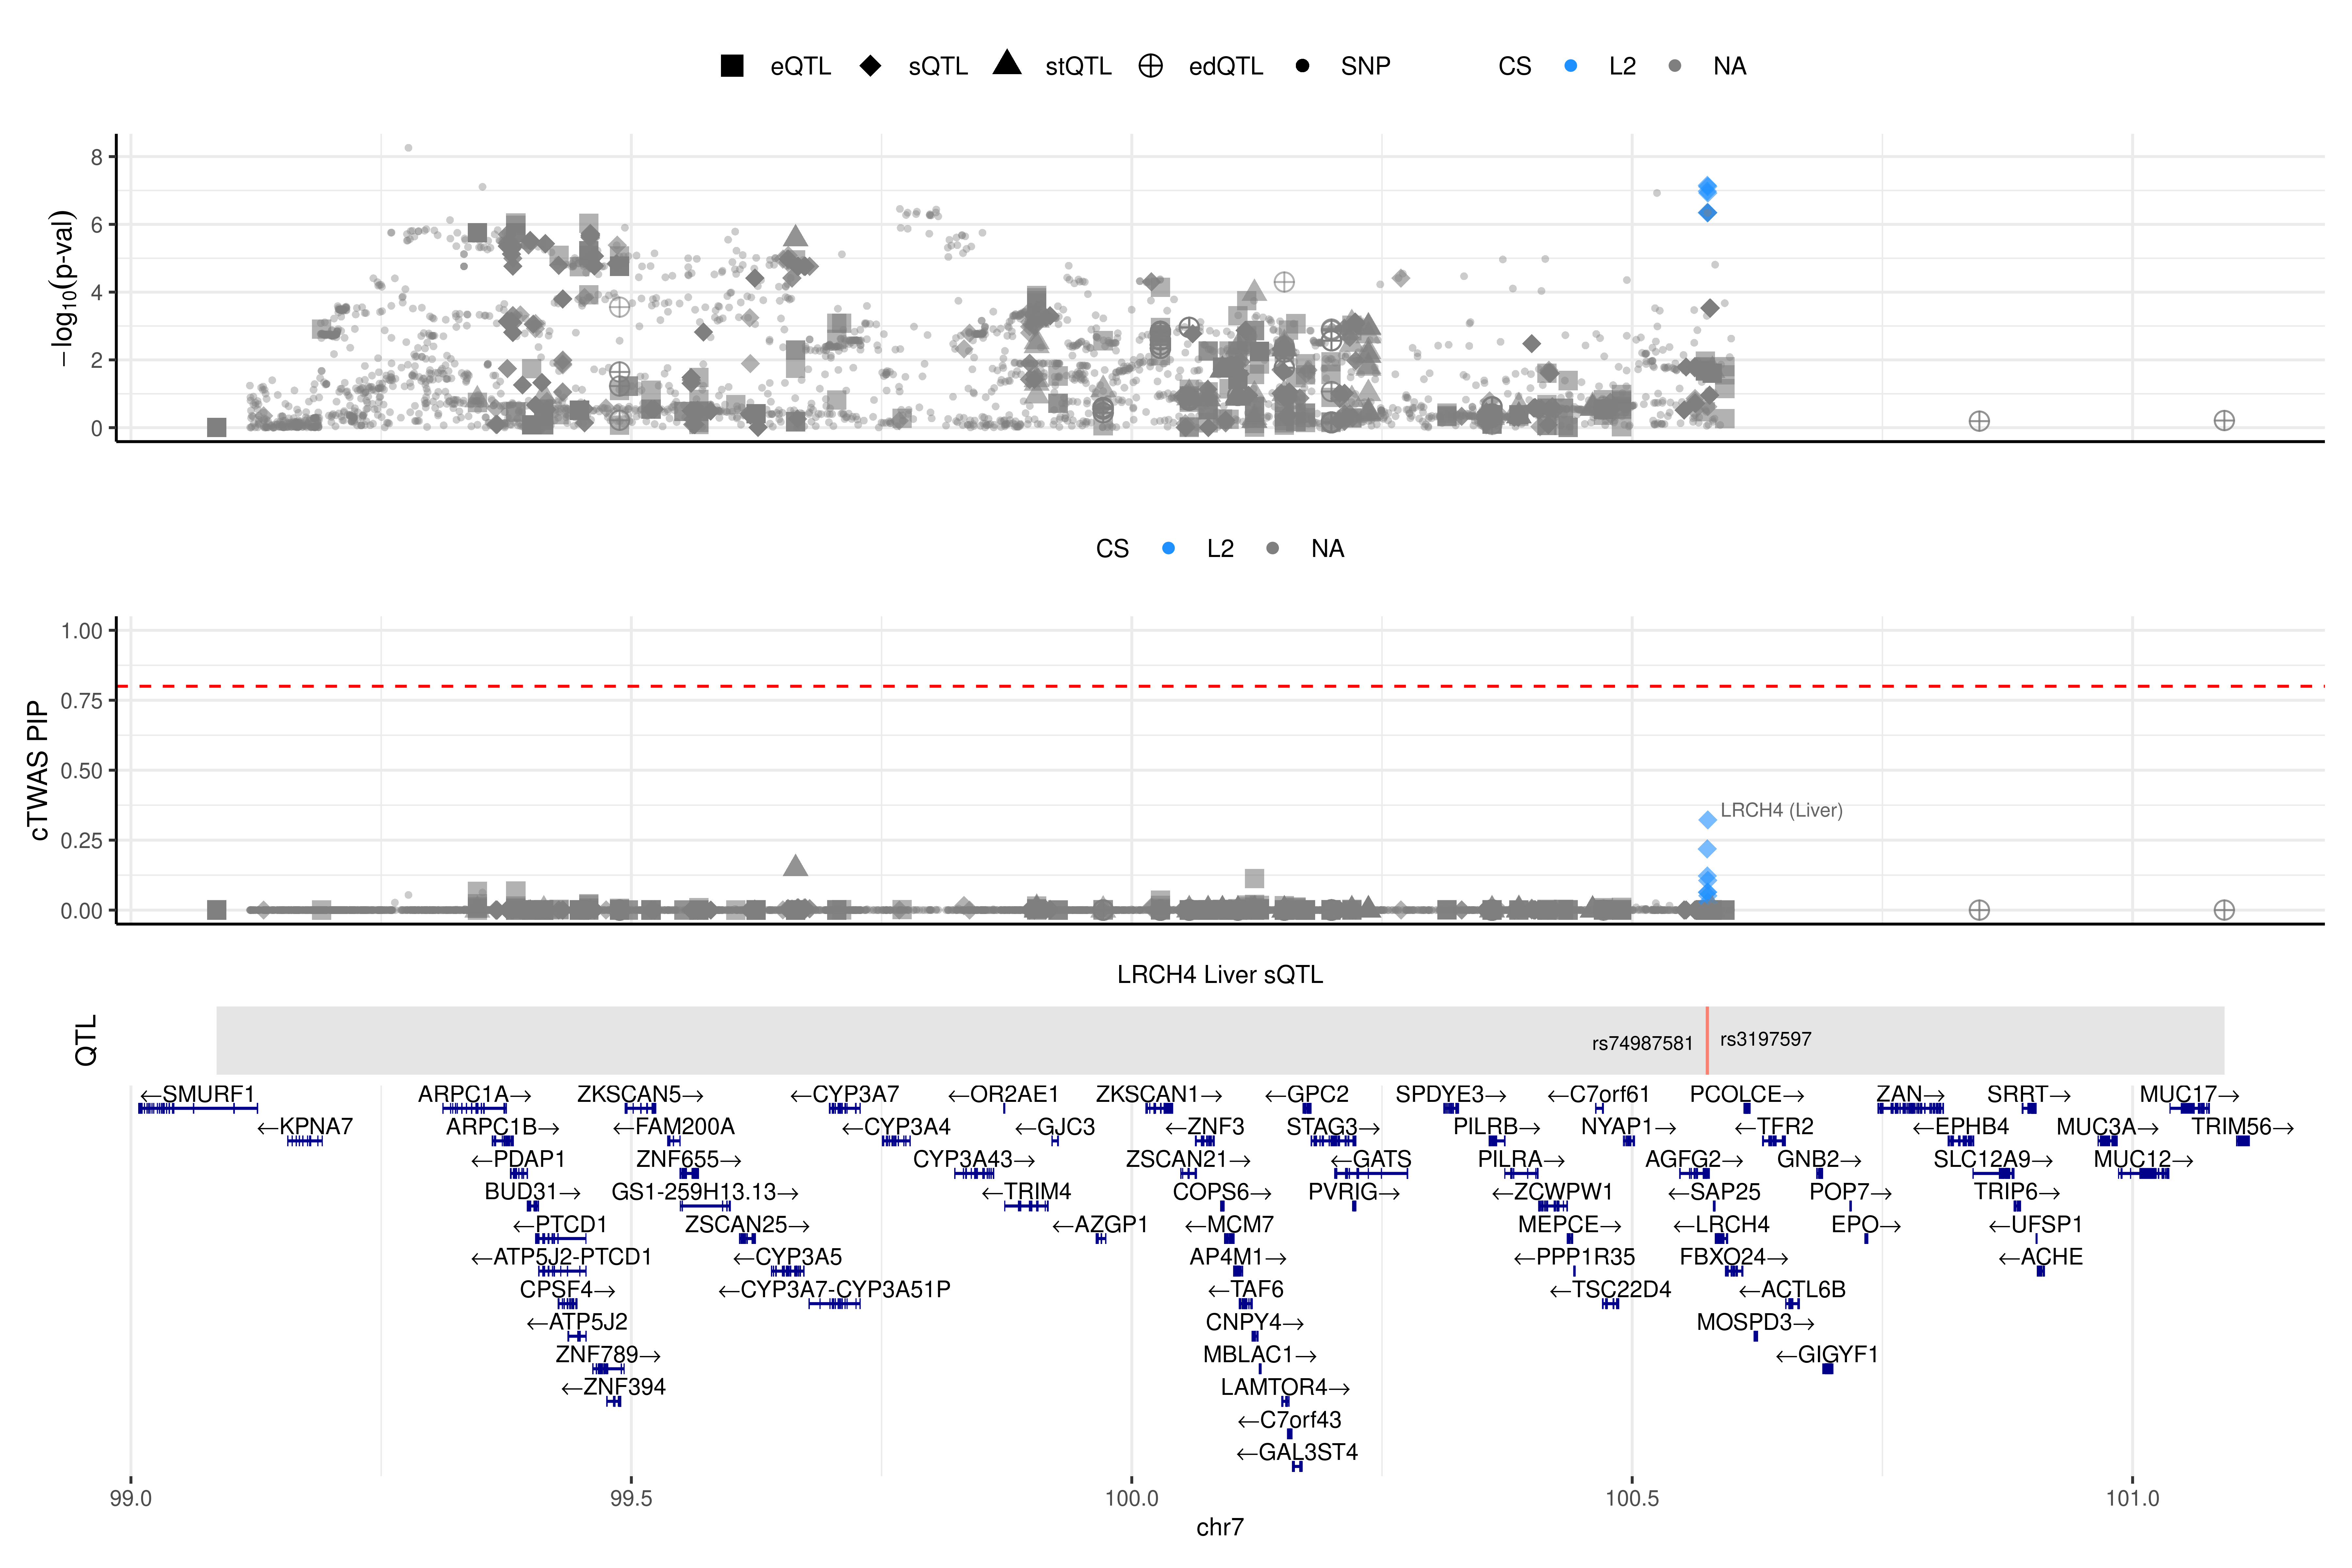 eQTL sQTL stQTL edQTL SNP CS L2 NA
−log10(p-val)
8
6
4
2
0
CS L2 NA
cTWAS PIP
1.00
0.75
0.50
0.25
0.00
LRCH4 (Liver)
LRCH4 Liver sQTL
QTL
rs74987581 rs3197597
←SMURF1 ARPC1A→ ZKSCAN5→ ←CYP3A7 ←OR2AE1 ZKSCAN1→ ←GPC2 SPDYE3→ ←C7orf61 PCOLCE→ ZAN→ SRRT→ MUC17→
←KPNA7 ARPC1B→ ←FAM200A ←CYP3A4 ←GJC3 ←ZNF3 STAG3→ PILRB→ NYAP1→ ←TFR2 ←EPHB4 MUC3A→ TRIM56→
←PDAP1 ZNF655→ CYP3A43→ ZSCAN21→ ←GATS PILRA→ AGFG2→ GNB2→ SLC12A9→ MUC12→
BUD31→ GS1-259H13.13→ ←TRIM4 COPS6→ PVRIG→ ←ZCWPW1 ←SAP25 POP7→ TRIP6→
←PTCD1 ZSCAN25→ ←AZGP1 ←MCM7 MEPCE→ ←LRCH4 EPO→ ←UFSP1
←ATP5J2-PTCD1 ←CYP3A5 AP4M1→ ←PPP1R35 FBXO24→ ←ACHE
CPSF4→ ←CYP3A7-CYP3A51P ←TAF6 ←TSC22D4 ←ACTL6B
←ATP5J2 CNPY4→ MOSPD3→
ZNF789→ MBLAC1→ ←GIGYF1
←ZNF394 LAMTOR4→
←C7orf43
←GAL3ST4
99.0 99.5 100.0 100.5 101.0
chr7